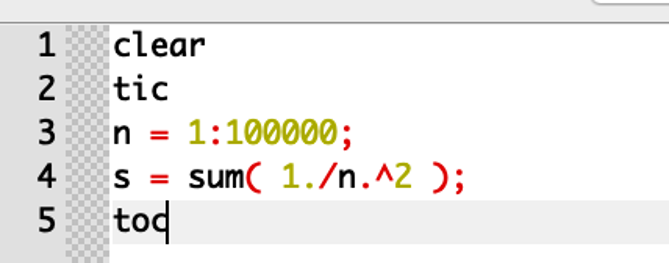 1 clear
2 tic
3 n = 1:100000;
4 s = sum( 1./n.^2 );
5 toc